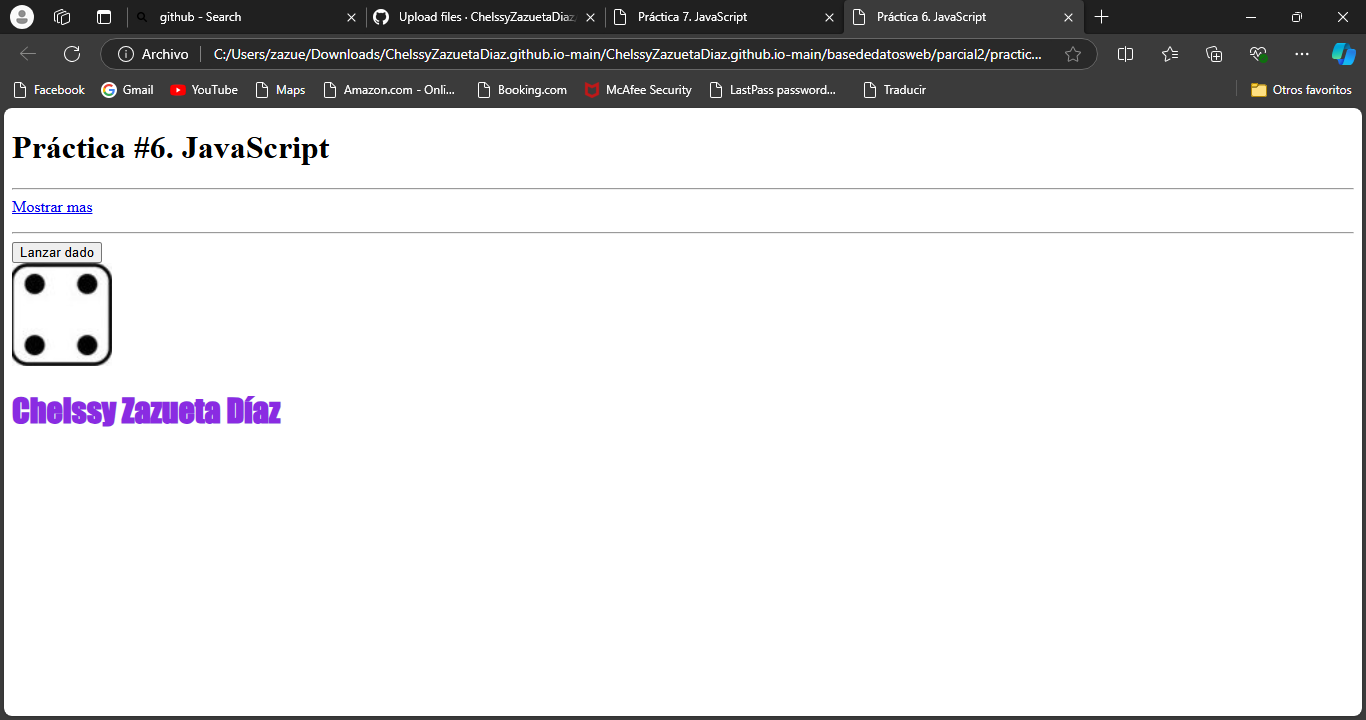 github - Search
Upload files · ChelssyZazuetaDiaz.
Práctica 7. JavaScript
Práctica 6. JavaScript
Archivo
C:/Users/zazue/Downloads/ChelssyZazuetaDiaz.github.io-main/ChelssyZazuetaDiaz.github.io-main/basededatosweb/parcial2/practic...
Facebook
Gmail
YouTube
Maps
Amazon.com - Onli...
Booking.com
McAfee Security
LastPass password...
Traducir
Otros favoritos
Práctica #6. JavaScript
Mostrar mas
Lanzar dado
Chelssy Zazueta Díaz